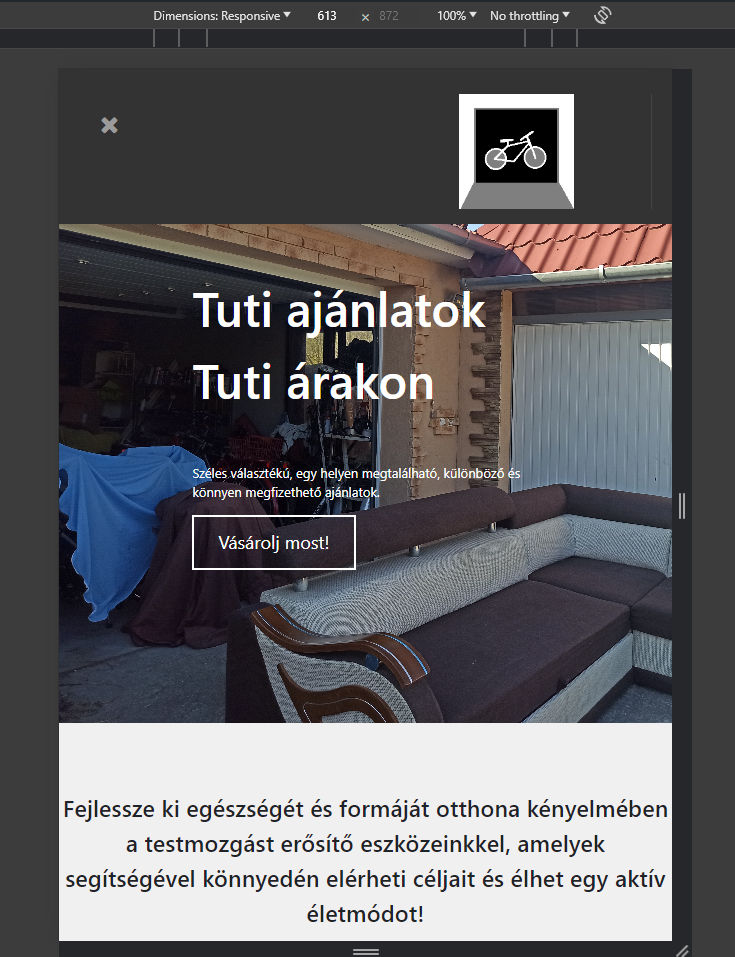 Dimensions: Responsive 613 × 872 100% No throttling
Tuti ajánlatok
Tuti árakon
Széles választékú, egy helyen megtalálható, különböző és
könnyen megfizethető ajánlatok.
Vásárolj most!
Fejlessze ki egészségét és formáját otthona kényelmében
a testmozgást erősítő eszközeinkkel, amelyek
segítségével könnyedén elérheti céljait és élhet egy aktív
életmódot!